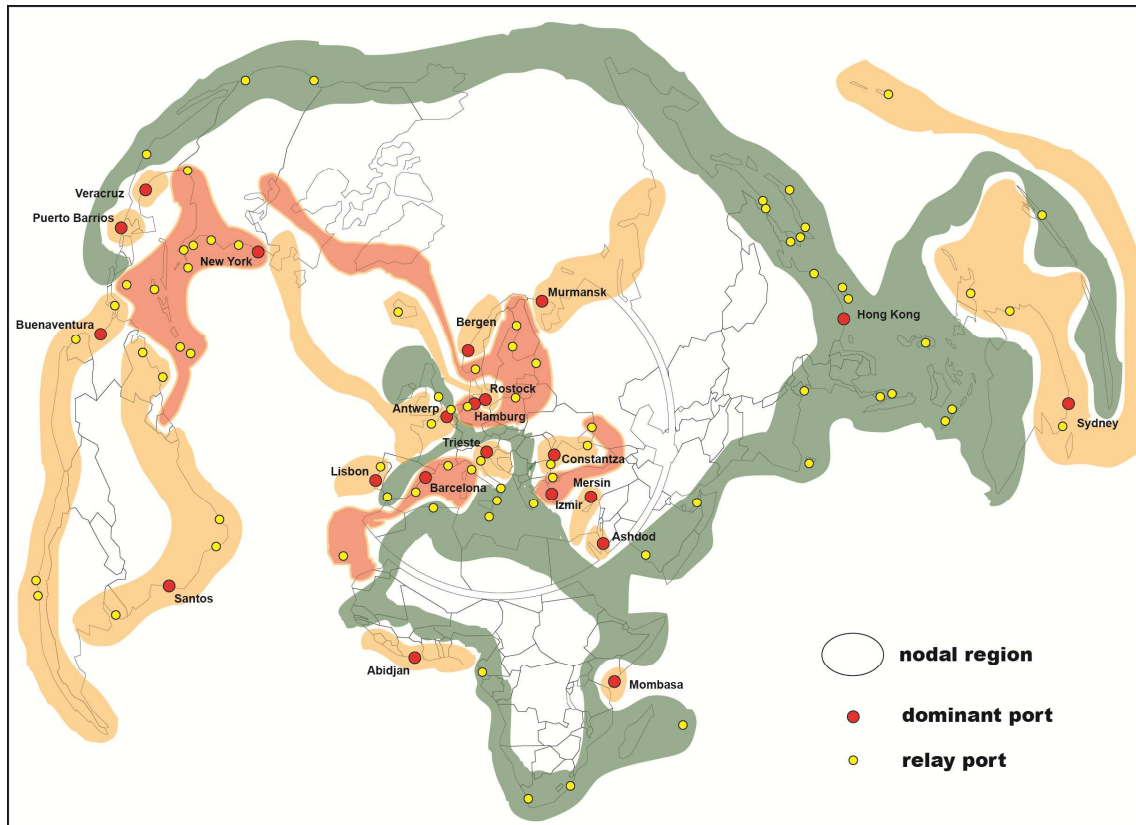 Veracruz
Puerto Barrios
New York
Murmansk
Bergen
Buenaventura
Hong Kong
Rostock
Antwerp
Hamburg
Sydney
Trieste
Constantza
Lisbon
Barcelona
Mersin
Izmir
Ashdod
Santos
Abidjan
Mombasa
nodal region
dominant port
relay port